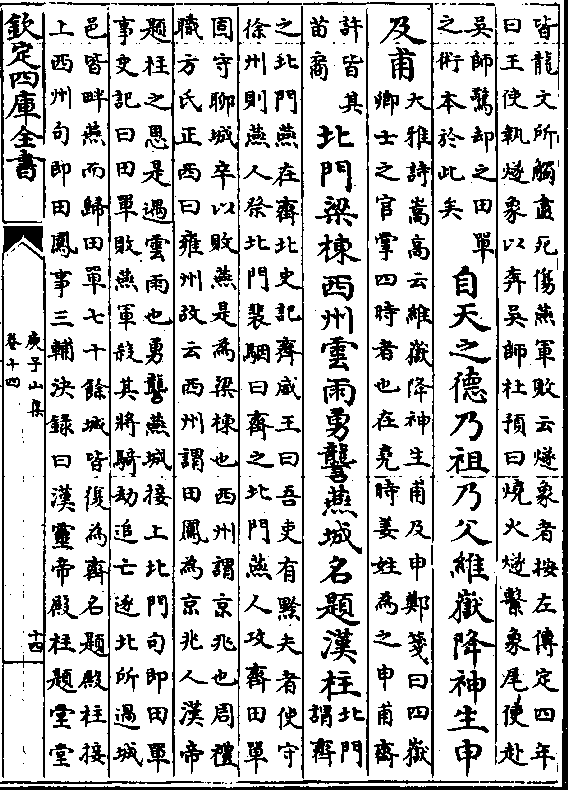 皆龍文所觸盡死傷燕軍敗云燧象者按左傳定四年
曰王使執燧象以奔吳師杜預曰燒火燧繫象尾使赴
吳師驚却之田單
之術本於此矣
自天之德乃祖乃父維嶽降神生申
及甫
大雅詩嵩高云維嶽降神生甫及申鄭箋曰四嶽
卿士之官掌四時者也在堯時姜姓為之申甫齊
許皆其
苗裔
北門梁棟西州雲雨勇讋燕城名題漢柱
北門
謂齊
之北門燕在齊北史記齊威王曰吾吏有黔夫者使守
徐州則燕人祭北門裴駰曰齊之北門燕人攻齊田單
固守聊城卒以敗燕是為梁棟也西州謂京兆也周禮
職方氏正西曰雍州故云西州謂田鳳為京兆人漢帝
題柱之恩是遇雲雨也勇讋燕城接上北門句即田單
事史記曰田單敗燕軍殺其將騎劫追亡逐北所過城
邑皆畔燕而歸田單七十餘城皆復為齊名題殿柱接
上西州句即田鳳事三輔決錄曰漢靈帝殿柱題堂堂
欽定四庫全書
庾子山集
卷十四
十四